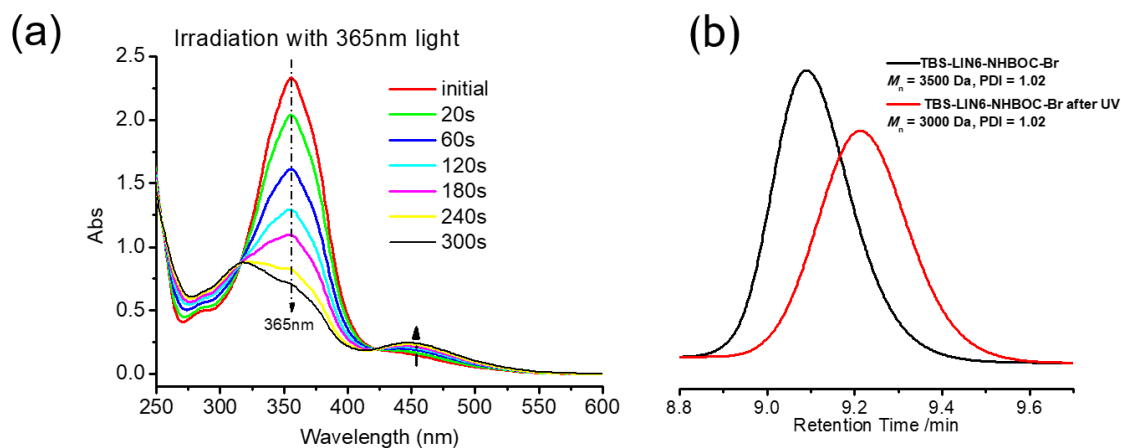 (a)
Irradiation with 365nm light
2.5
2.0
1.5
1.0
0.5
0.0
Abs
initial
20s
60s
120s
180s
240s
300s
365nm
250 300 350 400 450 500 550 600
Wavelength (nm)
(b)
TBS-LIN6-NHBOC-Br
Mn = 3500 Da, PDI = 1.02
TBS-LIN6-NHBOC-Br after UV
Mn = 3000 Da, PDI = 1.02
8.8 9.0 9.2 9.4 9.6
Retention Time /min